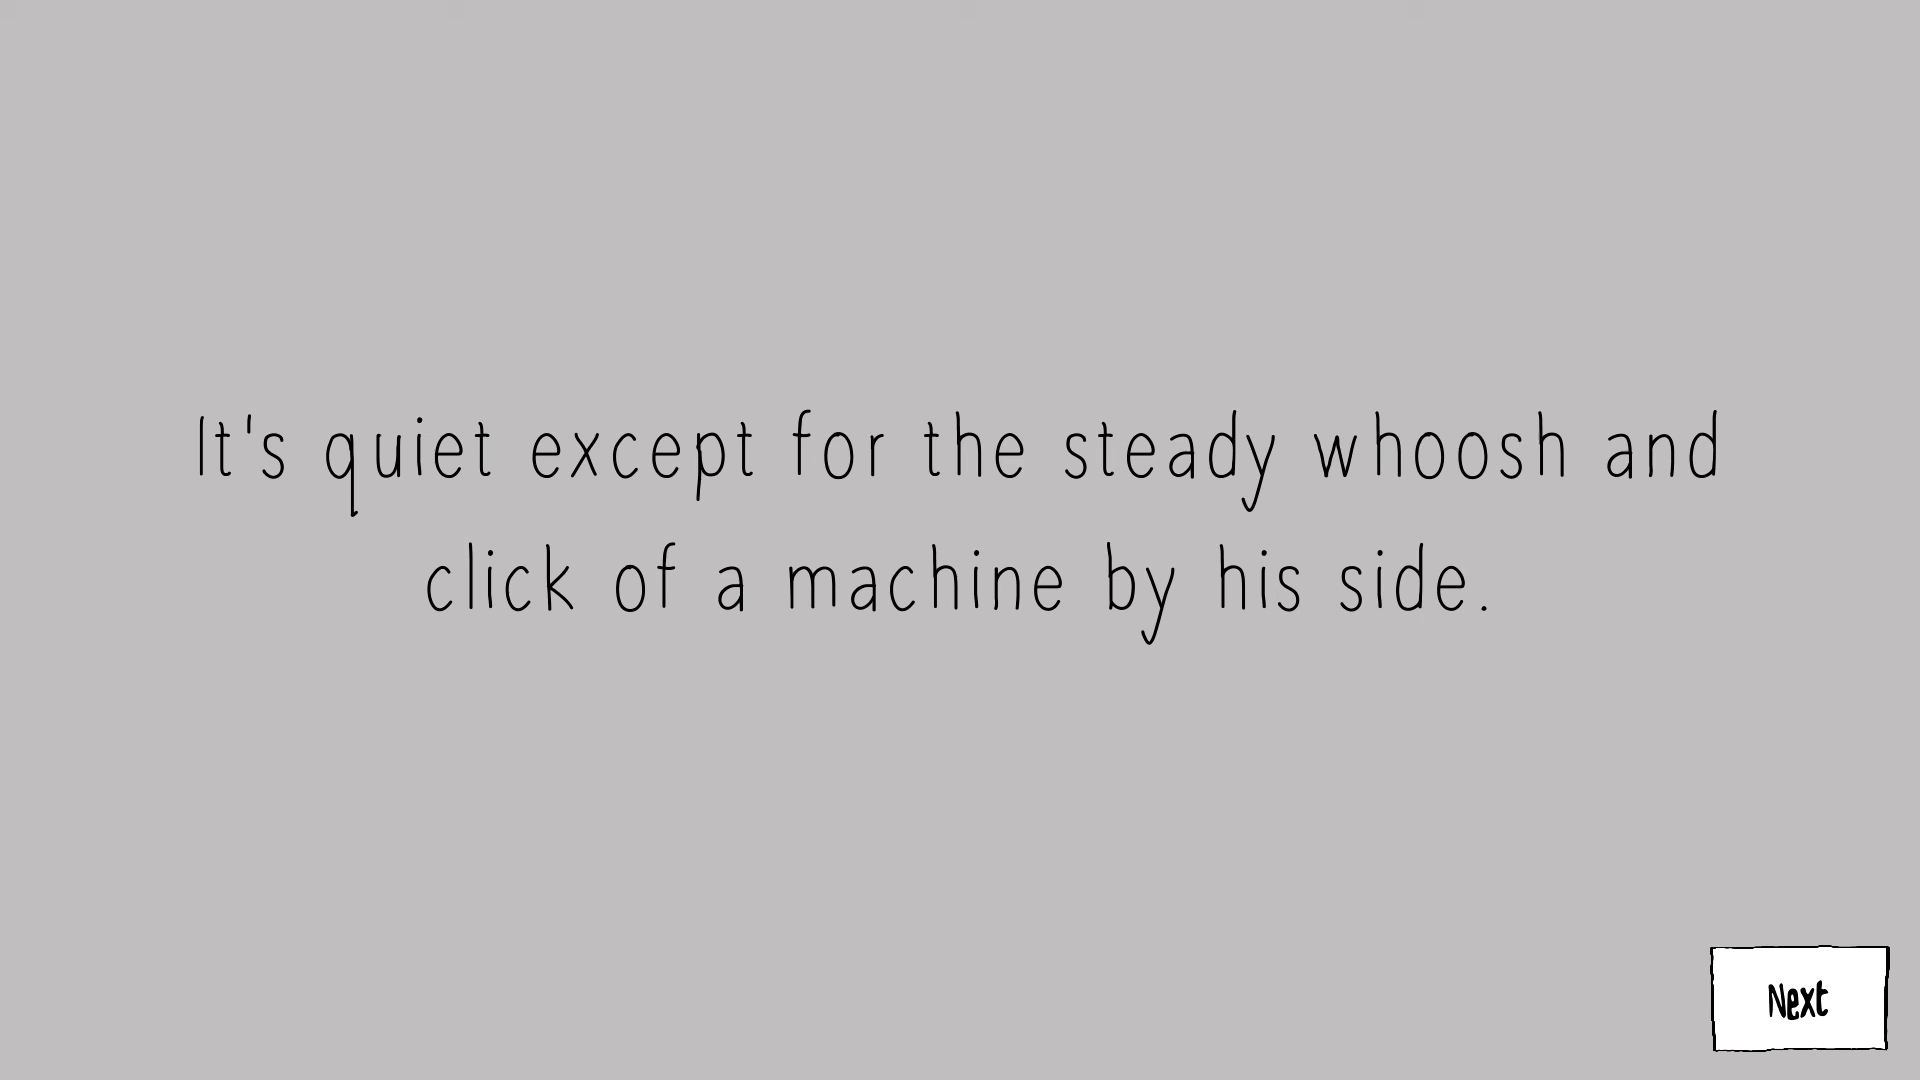 It's quiet except for the steady whoosh and
click of a machine by his side.
Next